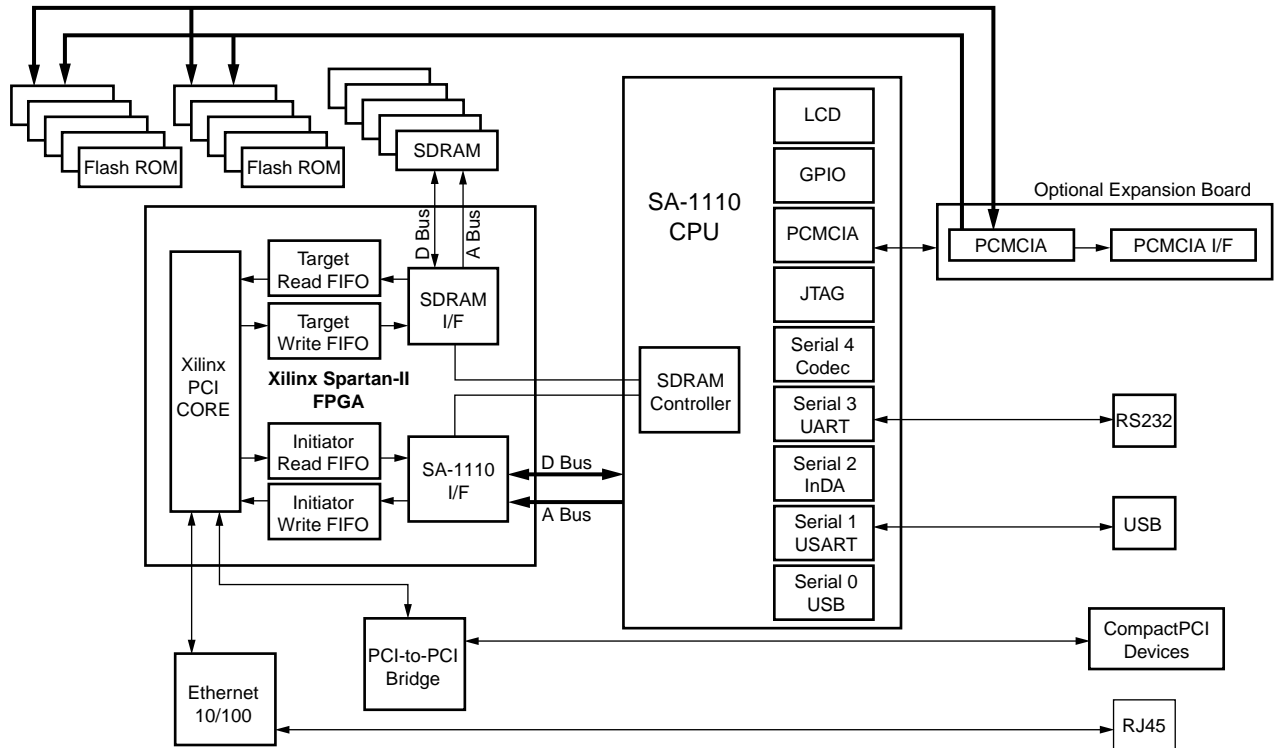 Flash ROM
Flash ROM
SDRAM
D Bus
A Bus
Target
Read FIFO
Target
Write FIFO
SDRAM
I/F
Xilinx
PCI
CORE
Xilinx Spartan-II
FPGA
Initiator
Read FIFO
Initiator
Write FIFO
SA-1110
I/F
D Bus
A Bus
SA-1110
CPU
SDRAM
Controller
LCD
GPIO
PCMCIA
JTAG
Serial 4
Codec
Serial 3
UART
Serial 2
InDA
Serial 1
USART
Serial 0
USB
Optional Expansion Board
PCMCIA
PCMCIA I/F
RS232
USB
CompactPCI
Devices
PCI-to-PCI
Bridge
Ethernet
10/100
RJ45